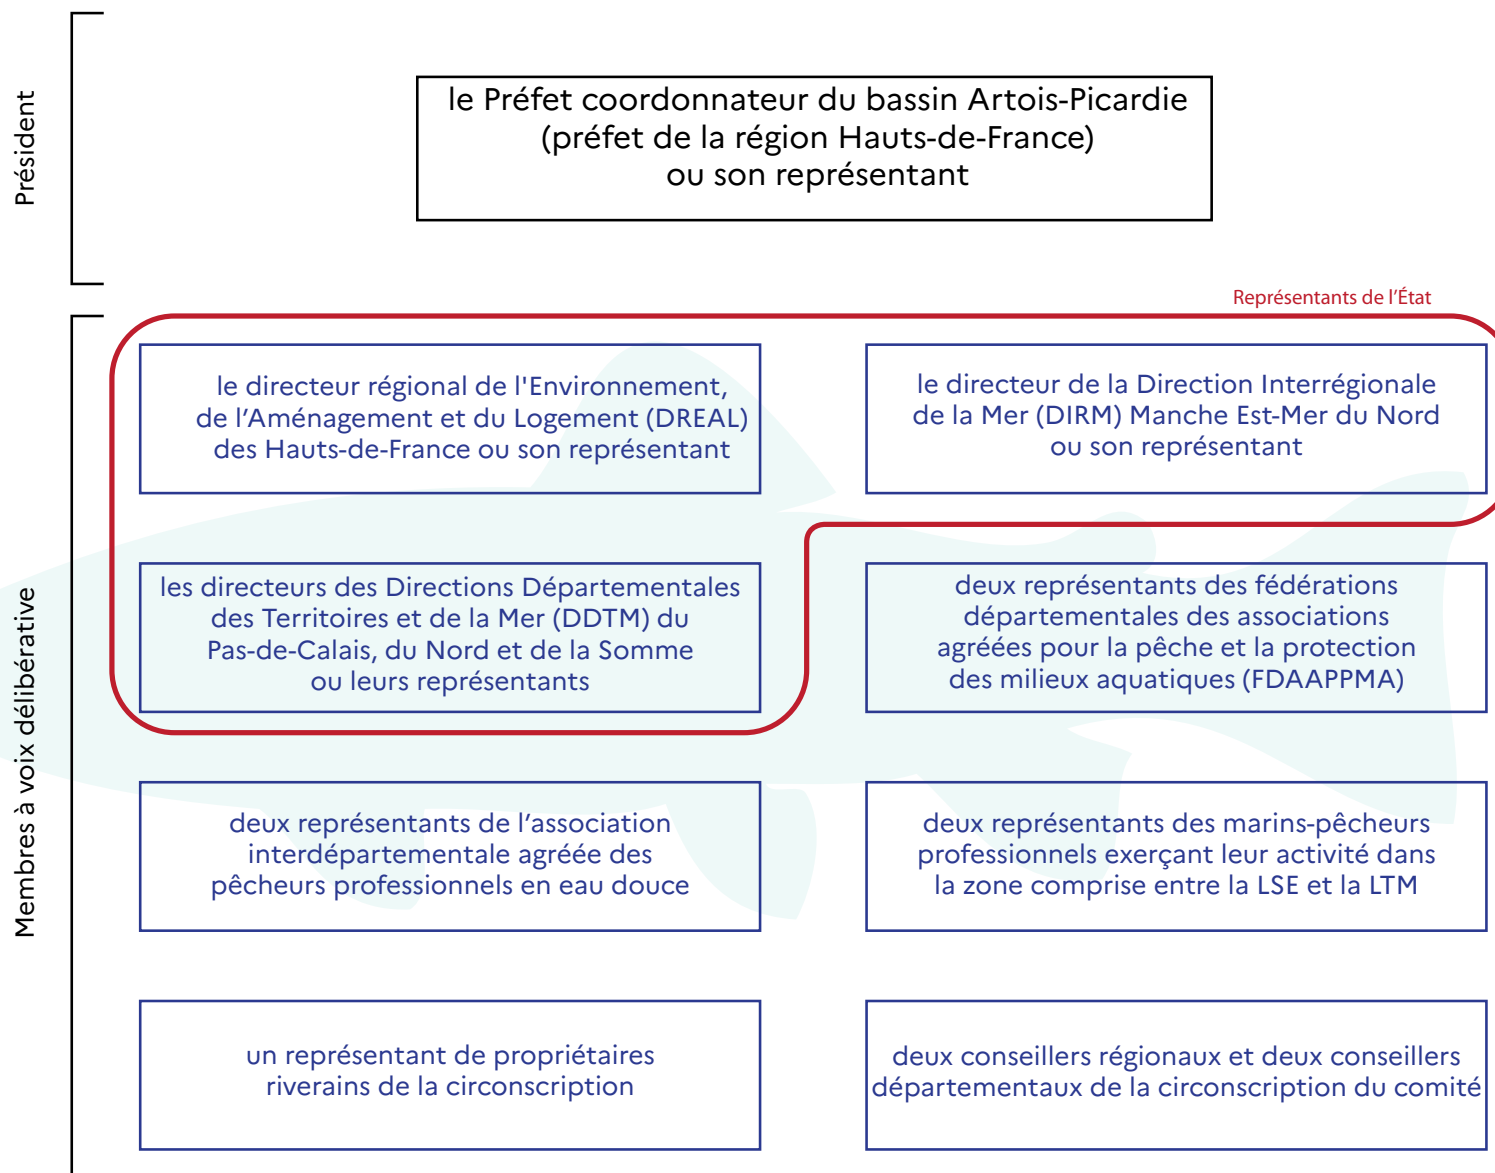 Président
le Préfet coordonnateur du bassin Artois-Picardie
(préfet de la région Hauts-de-France)
ou son représentant
Représentants de l’État
Membres à voix délibérative
le directeur régional de l'Environnement,
de l’Aménagement et du Logement (DREAL)
des Hauts-de-France ou son représentant
le directeur de la Direction Interrégionale
de la Mer (DIRM) Manche Est-Mer du Nord
ou son représentant
les directeurs des Directions Départementales
des Territoires et de la Mer (DDTM) du
Pas-de-Calais, du Nord et de la Somme
ou leurs représentants
deux représentants des fédérations
départementales des associations
agréées pour la pêche et la protection
des milieux aquatiques (FDAAPPMA)
deux représentants de l’association
interdépartementale agréée des
pêcheurs professionnels en eau douce
deux représentants des marins-pêcheurs
professionnels exerçant leur activité dans
la zone comprise entre la LSE et la LTM
un représentant de propriétaires
riverains de la circonscription
deux conseillers régionaux et deux conseillers
départementaux de la circonscription du comité